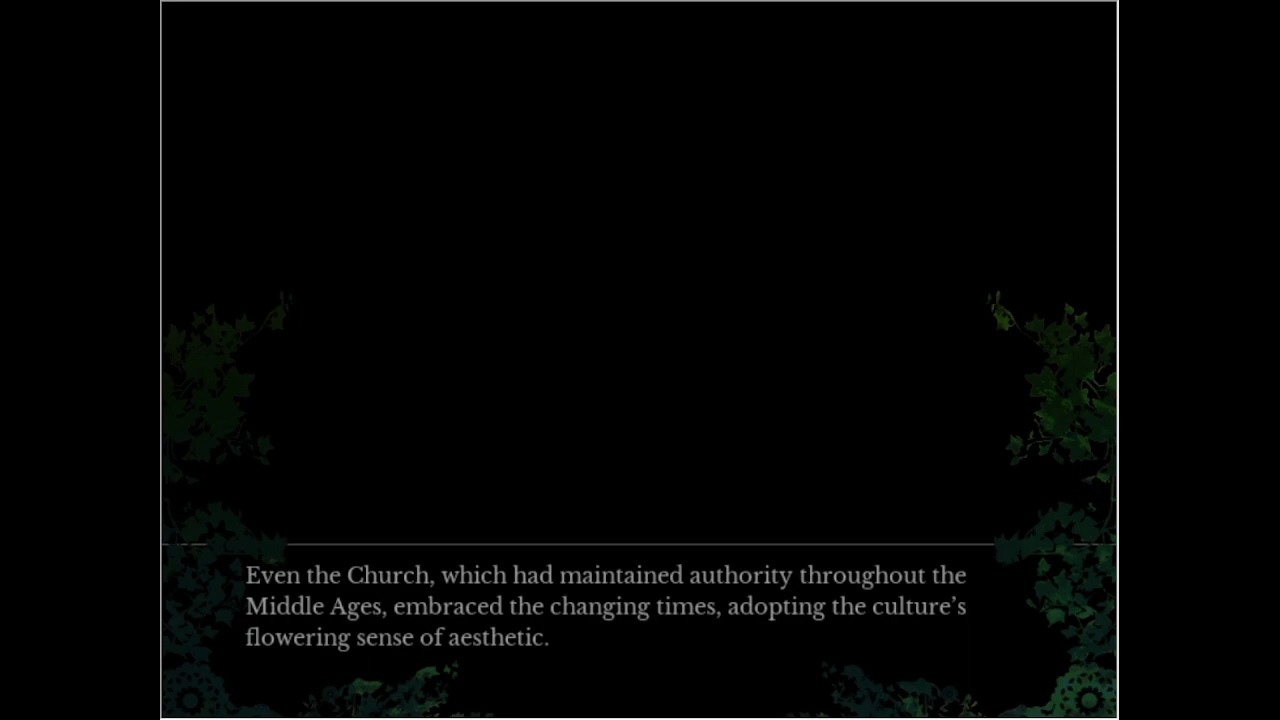 Even the Church, which had maintained authority throughout the
Middle Ages, embraced the changing times, adopting the culture’s
flowering sense of aesthetic.